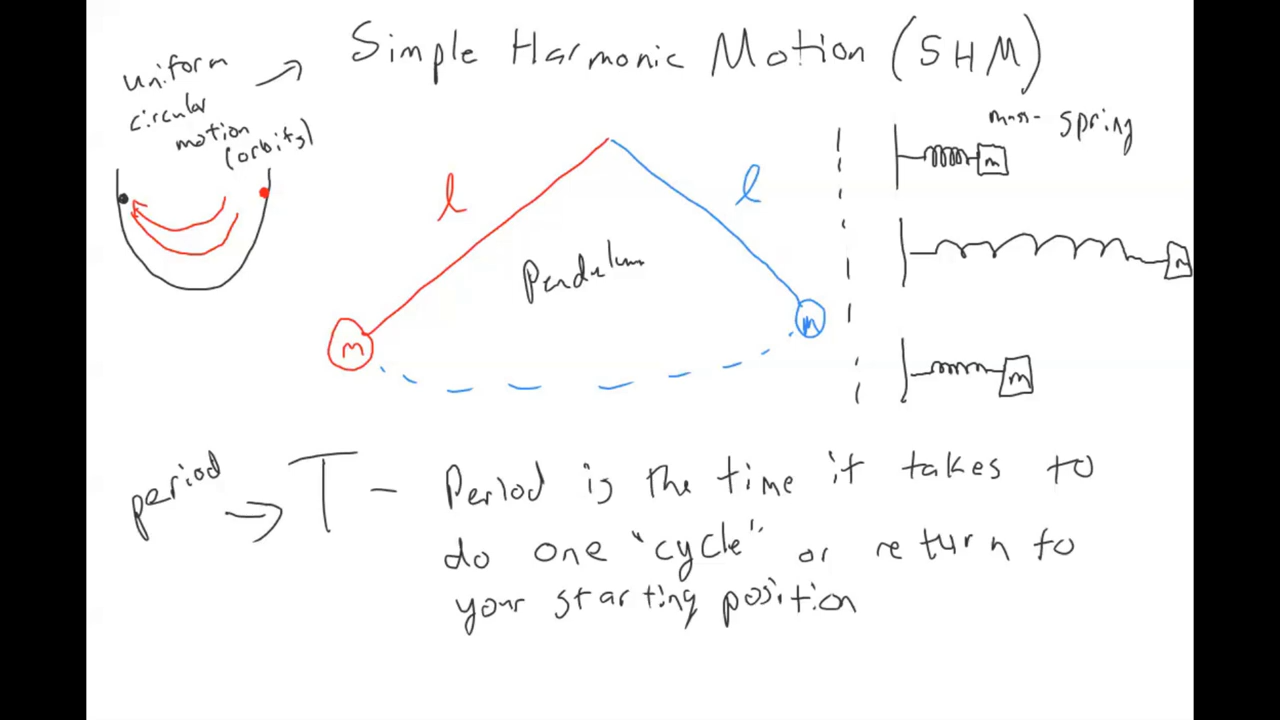 Simple Harmonic Motion (SHM)
uniform
circular
motion
(orbits)
mass- spring
m
l
l
Pendulum
m
m
m
m
period
T - Period is the time it takes to
do one "cycle" or return to
your starting position